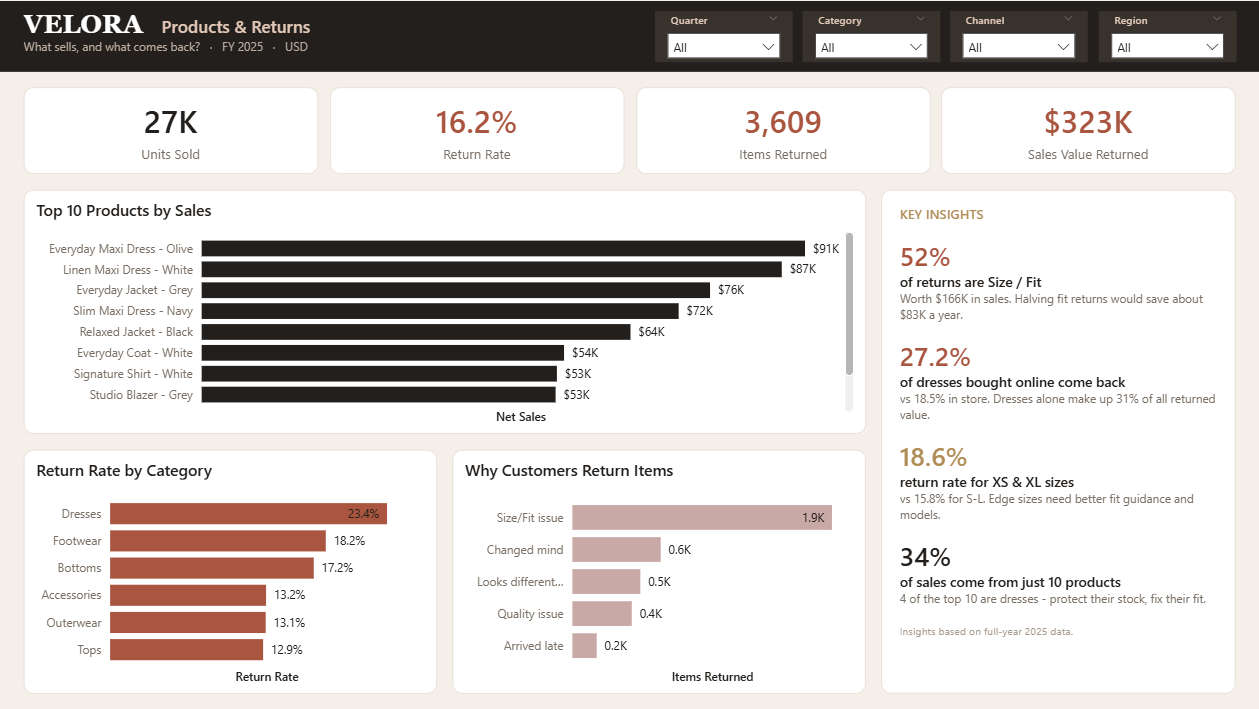 VELORA Products & Returns
What sells, and what comes back? · FY 2025 · USD
Quarter
All
Category
All
Channel
All
Region
All
27K
Units Sold
16.2%
Return Rate
3,609
Items Returned
$323K
Sales Value Returned
Top 10 Products by Sales
Everyday Maxi Dress - Olive $91K
Linen Maxi Dress - White $87K
Everyday Jacket - Grey $76K
Slim Maxi Dress - Navy $72K
Relaxed Jacket - Black $64K
Everyday Coat - White $54K
Signature Shirt - White $53K
Studio Blazer - Grey $53K
Net Sales
Return Rate by Category
Dresses 23.4%
Footwear 18.2%
Bottoms 17.2%
Accessories 13.2%
Outerwear 13.1%
Tops 12.9%
Return Rate
Why Customers Return Items
Size/Fit issue 1.9K
Changed mind 0.6K
Looks different... 0.5K
Quality issue 0.4K
Arrived late 0.2K
Items Returned
KEY INSIGHTS
52%
of returns are Size / Fit
Worth $166K in sales. Halving fit returns would save about
$83K a year.
27.2%
of dresses bought online come back
vs 18.5% in store. Dresses alone make up 31% of all returned
value.
18.6%
return rate for XS & XL sizes
vs 15.8% for S-L. Edge sizes need better fit guidance and
models.
34%
of sales come from just 10 products
4 of the top 10 are dresses - protect their stock, fix their fit.
Insights based on full-year 2025 data.